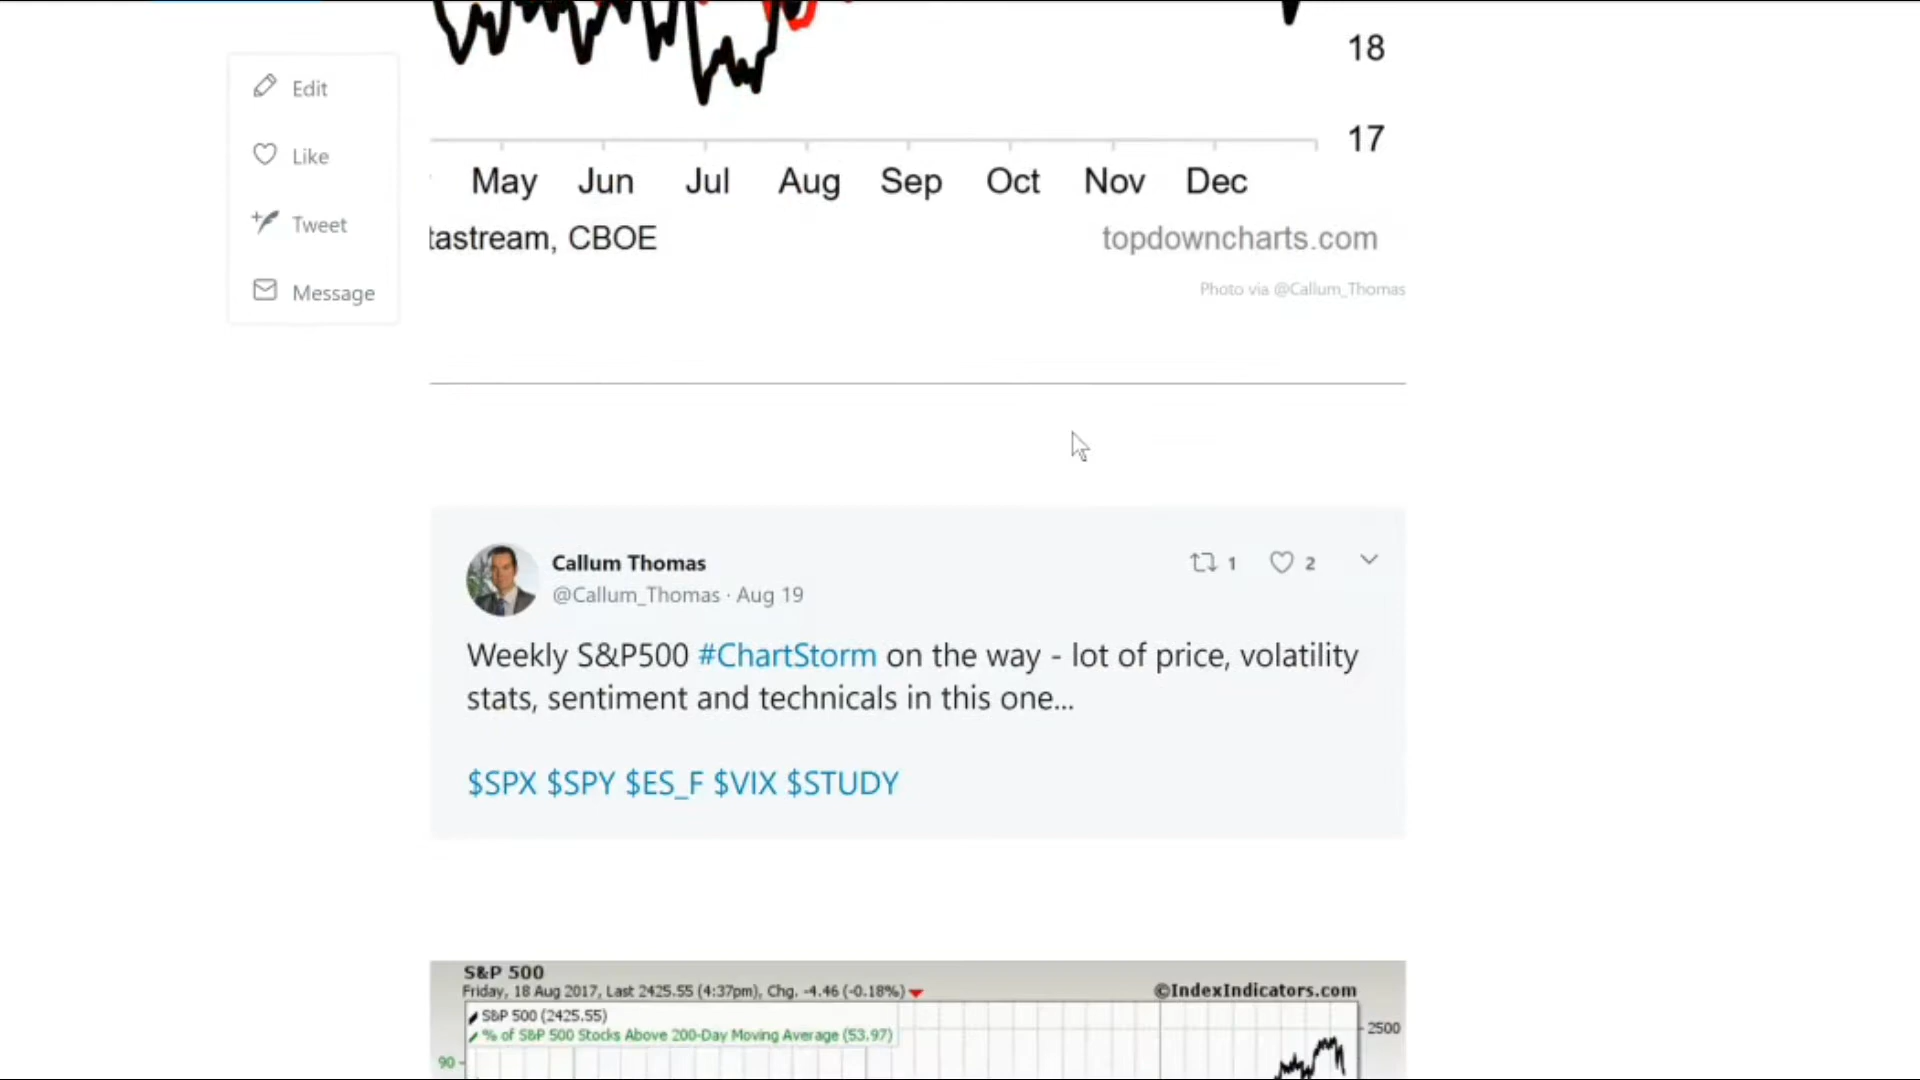 18
Edit
Like
17
May Jun Jul Aug Sep Oct Nov Dec
Tweet
tastream, CBOE topdowncharts.com
Message
Photo via @Callum_Thomas
Callum Thomas 1 2
@Callum_Thomas · Aug 19
Weekly S&P500 #ChartStorm on the way - lot of price, volatility
stats, sentiment and technicals in this one...
$SPX $SPY $ES_F $VIX $STUDY
S&P 500
Friday, 18 Aug 2017, Last 2425.55 (4:37pm), Chg. -4.46 (-0.18%) ©IndexIndicators.com
S&P 500 (2425.55)
2500
% of S&P 500 Stocks Above 200-Day Moving Average (53.97)
90